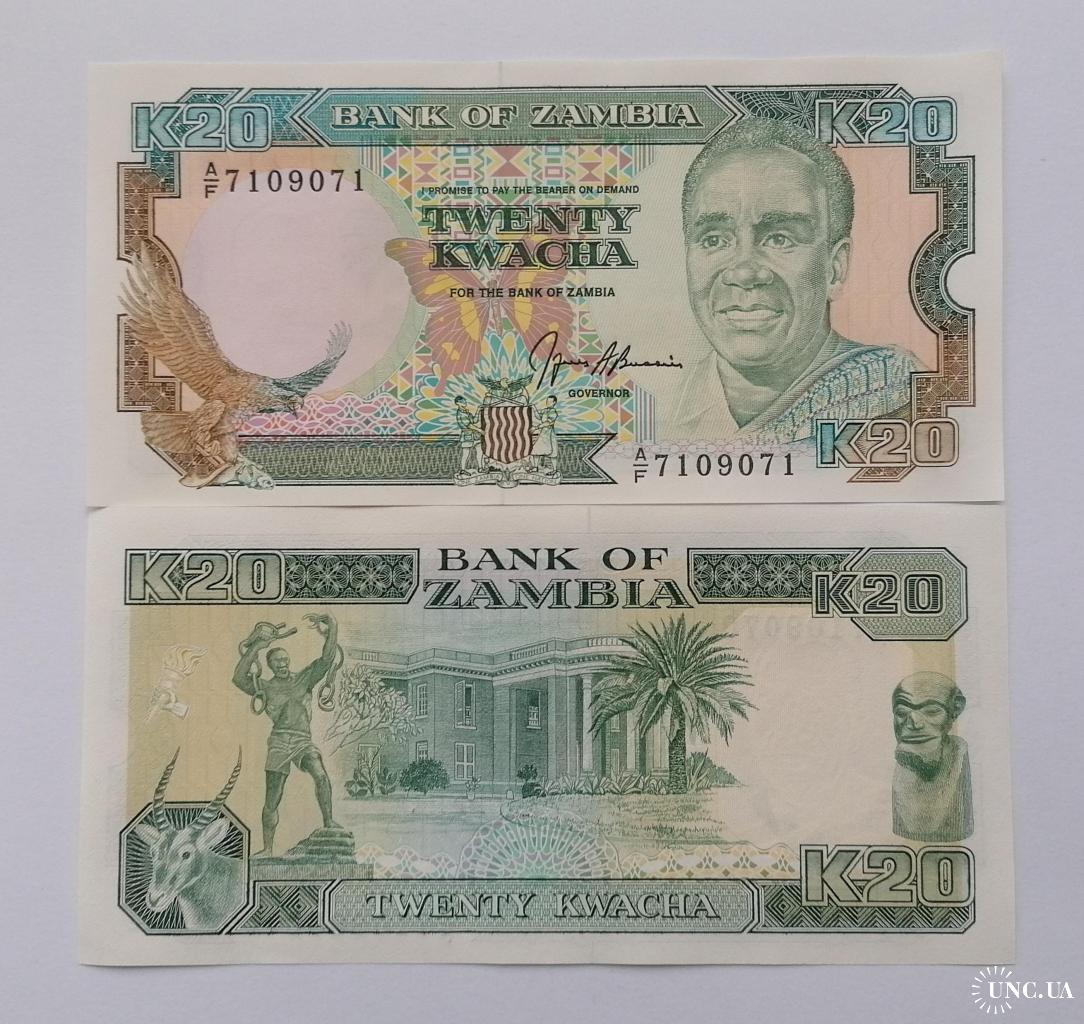 K20 BANK OF ZAMBIA K20
A/F 7109071
I PROMISE TO PAY THE BEARER ON DEMAND
TWENTY
KWACHA
FOR THE BANK OF ZAMBIA
GOVERNOR
K20
A/F 7109071
K20 BANK OF K20
ZAMBIA
K20
TWENTY KWACHA
UNC.UA